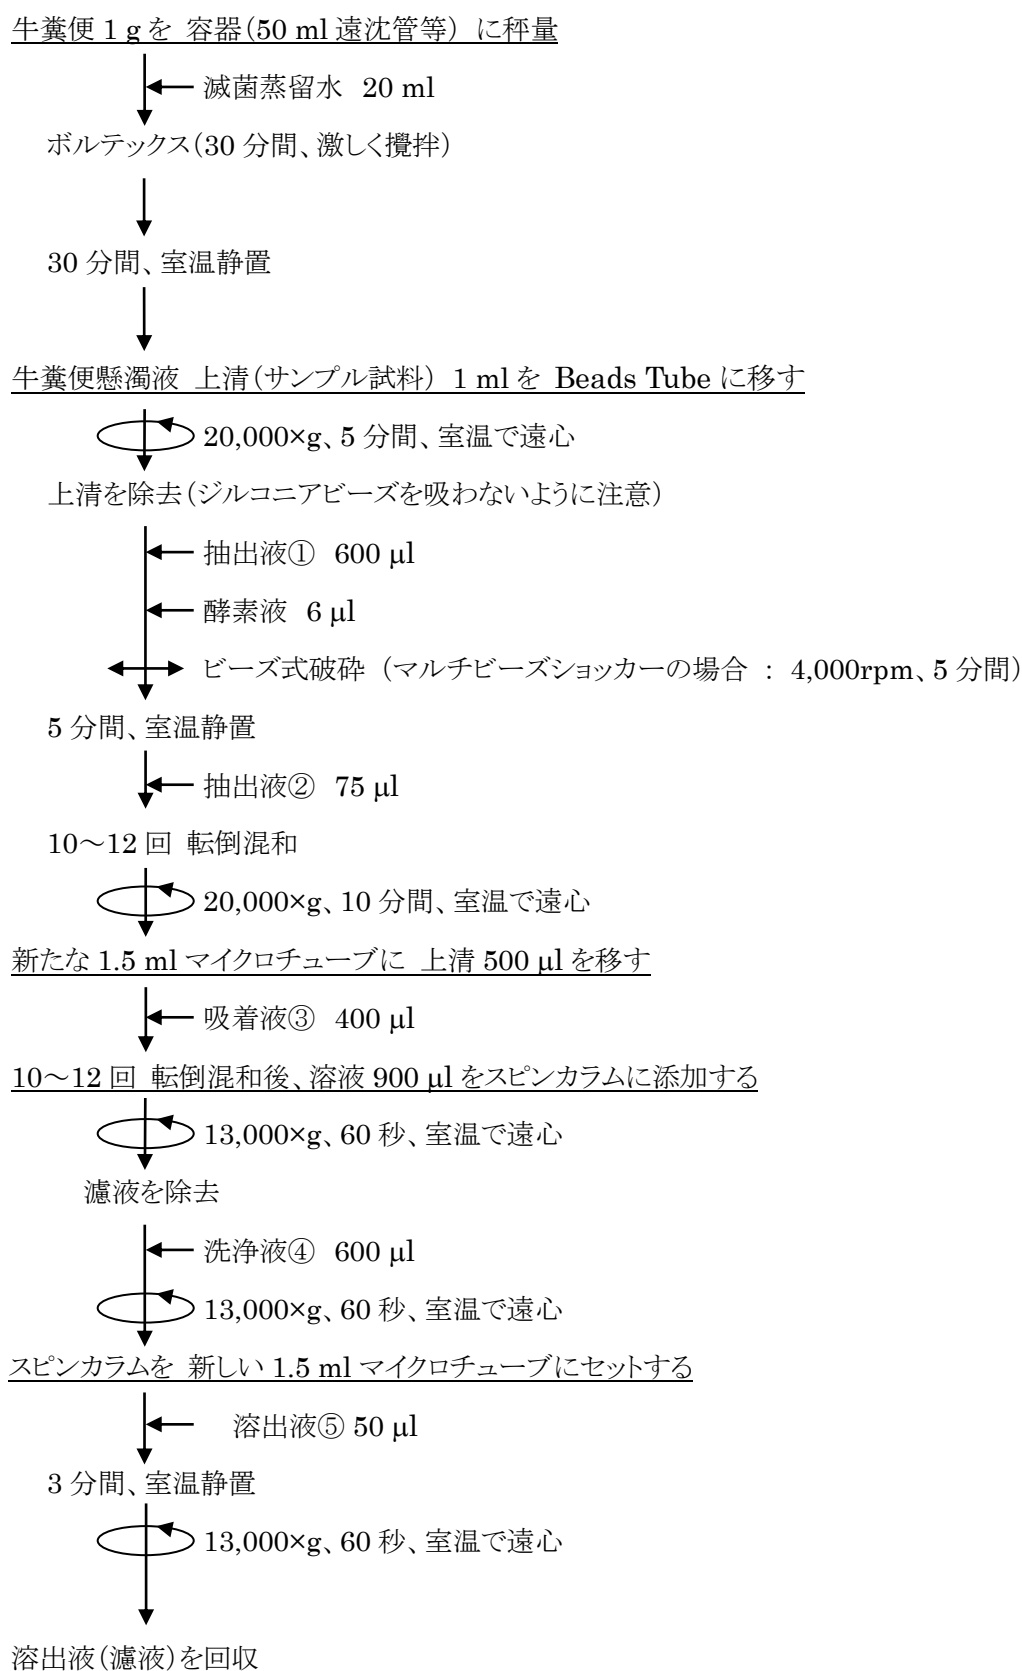 牛糞便 1 g を 容器（50 ml 遠沈管等） に秤量
滅菌蒸留水 20 ml
ボルテックス（30 分間、激しく攪拌）
30 分間、室温静置
牛糞便懸濁液 上清（サンプル試料） 1 ml を Beads Tube に移す
20,000×g、5 分間、室温で遠心
上清を除去（ジルコニアビーズを吸わないように注意）
抽出液① 600 μl
酵素液 6 μl
ビーズ式破砕 （マルチビーズショッカーの場合 ： 4,000rpm、5 分間）
5 分間、室温静置
抽出液② 75 μl
10～12 回 転倒混和
20,000×g、10 分間、室温で遠心
新たな 1.5 ml マイクロチューブに 上清 500 μl を移す
吸着液③ 400 μl
10～12 回 転倒混和後、溶液 900 μl をスピンカラムに添加する
13,000×g、60 秒、室温で遠心
濾液を除去
洗浄液④ 600 μl
13,000×g、60 秒、室温で遠心
スピンカラムを 新しい 1.5 ml マイクロチューブにセットする
溶出液⑤ 50 μl
3 分間、室温静置
13,000×g、60 秒、室温で遠心
溶出液（濾液）を回収